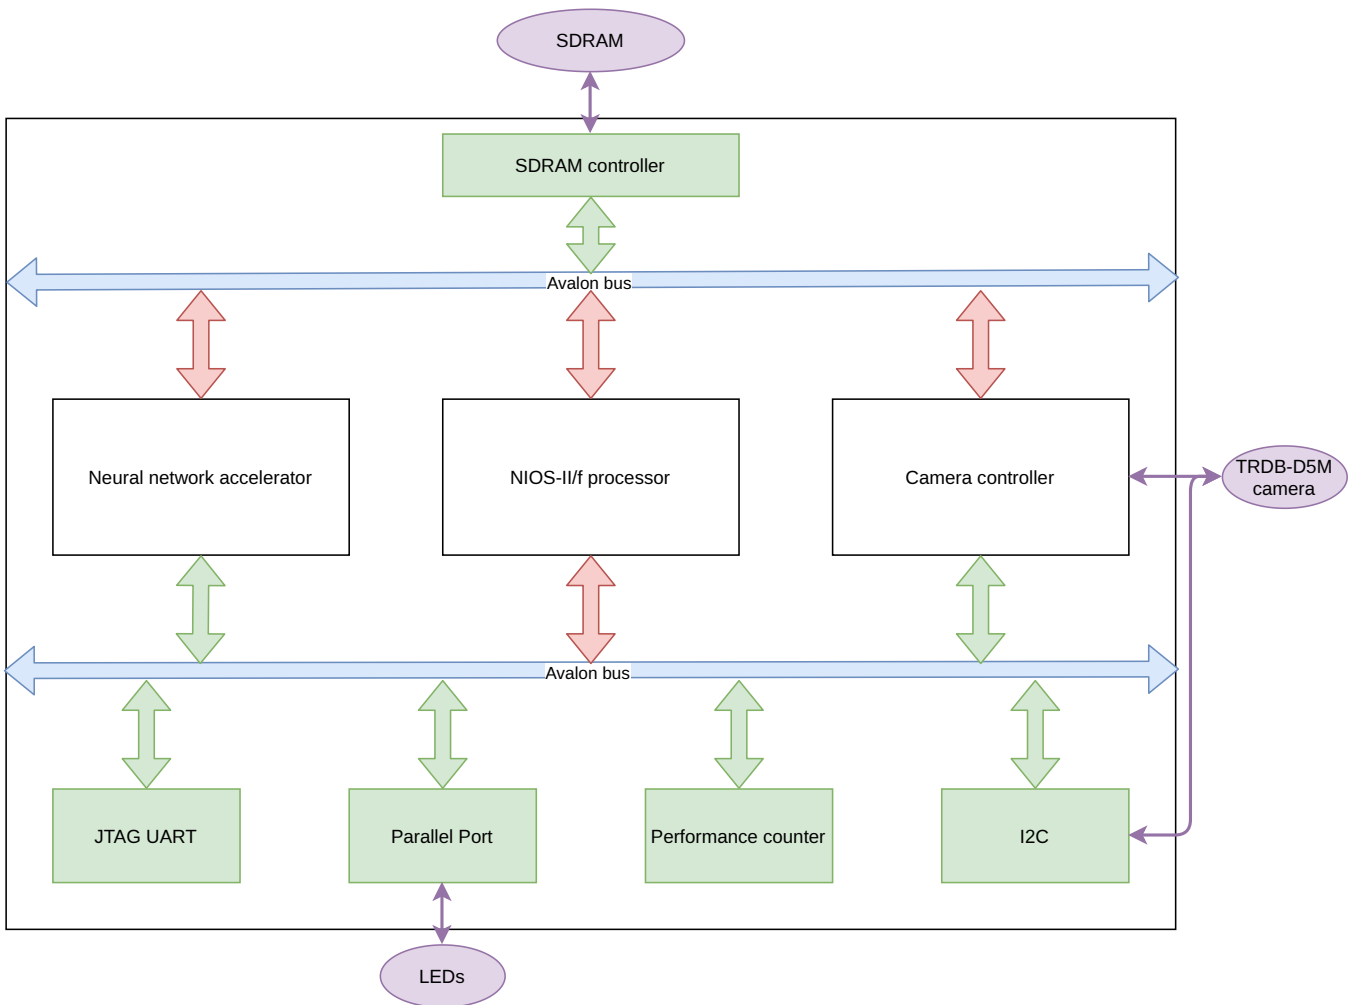 SDRAM
SDRAM controller
Avalon bus
Neural network accelerator
NIOS-II/f processor
Camera controller
TRDB-D5M
camera
Avalon bus
JTAG UART
Parallel Port
Performance counter
I2C
LEDs